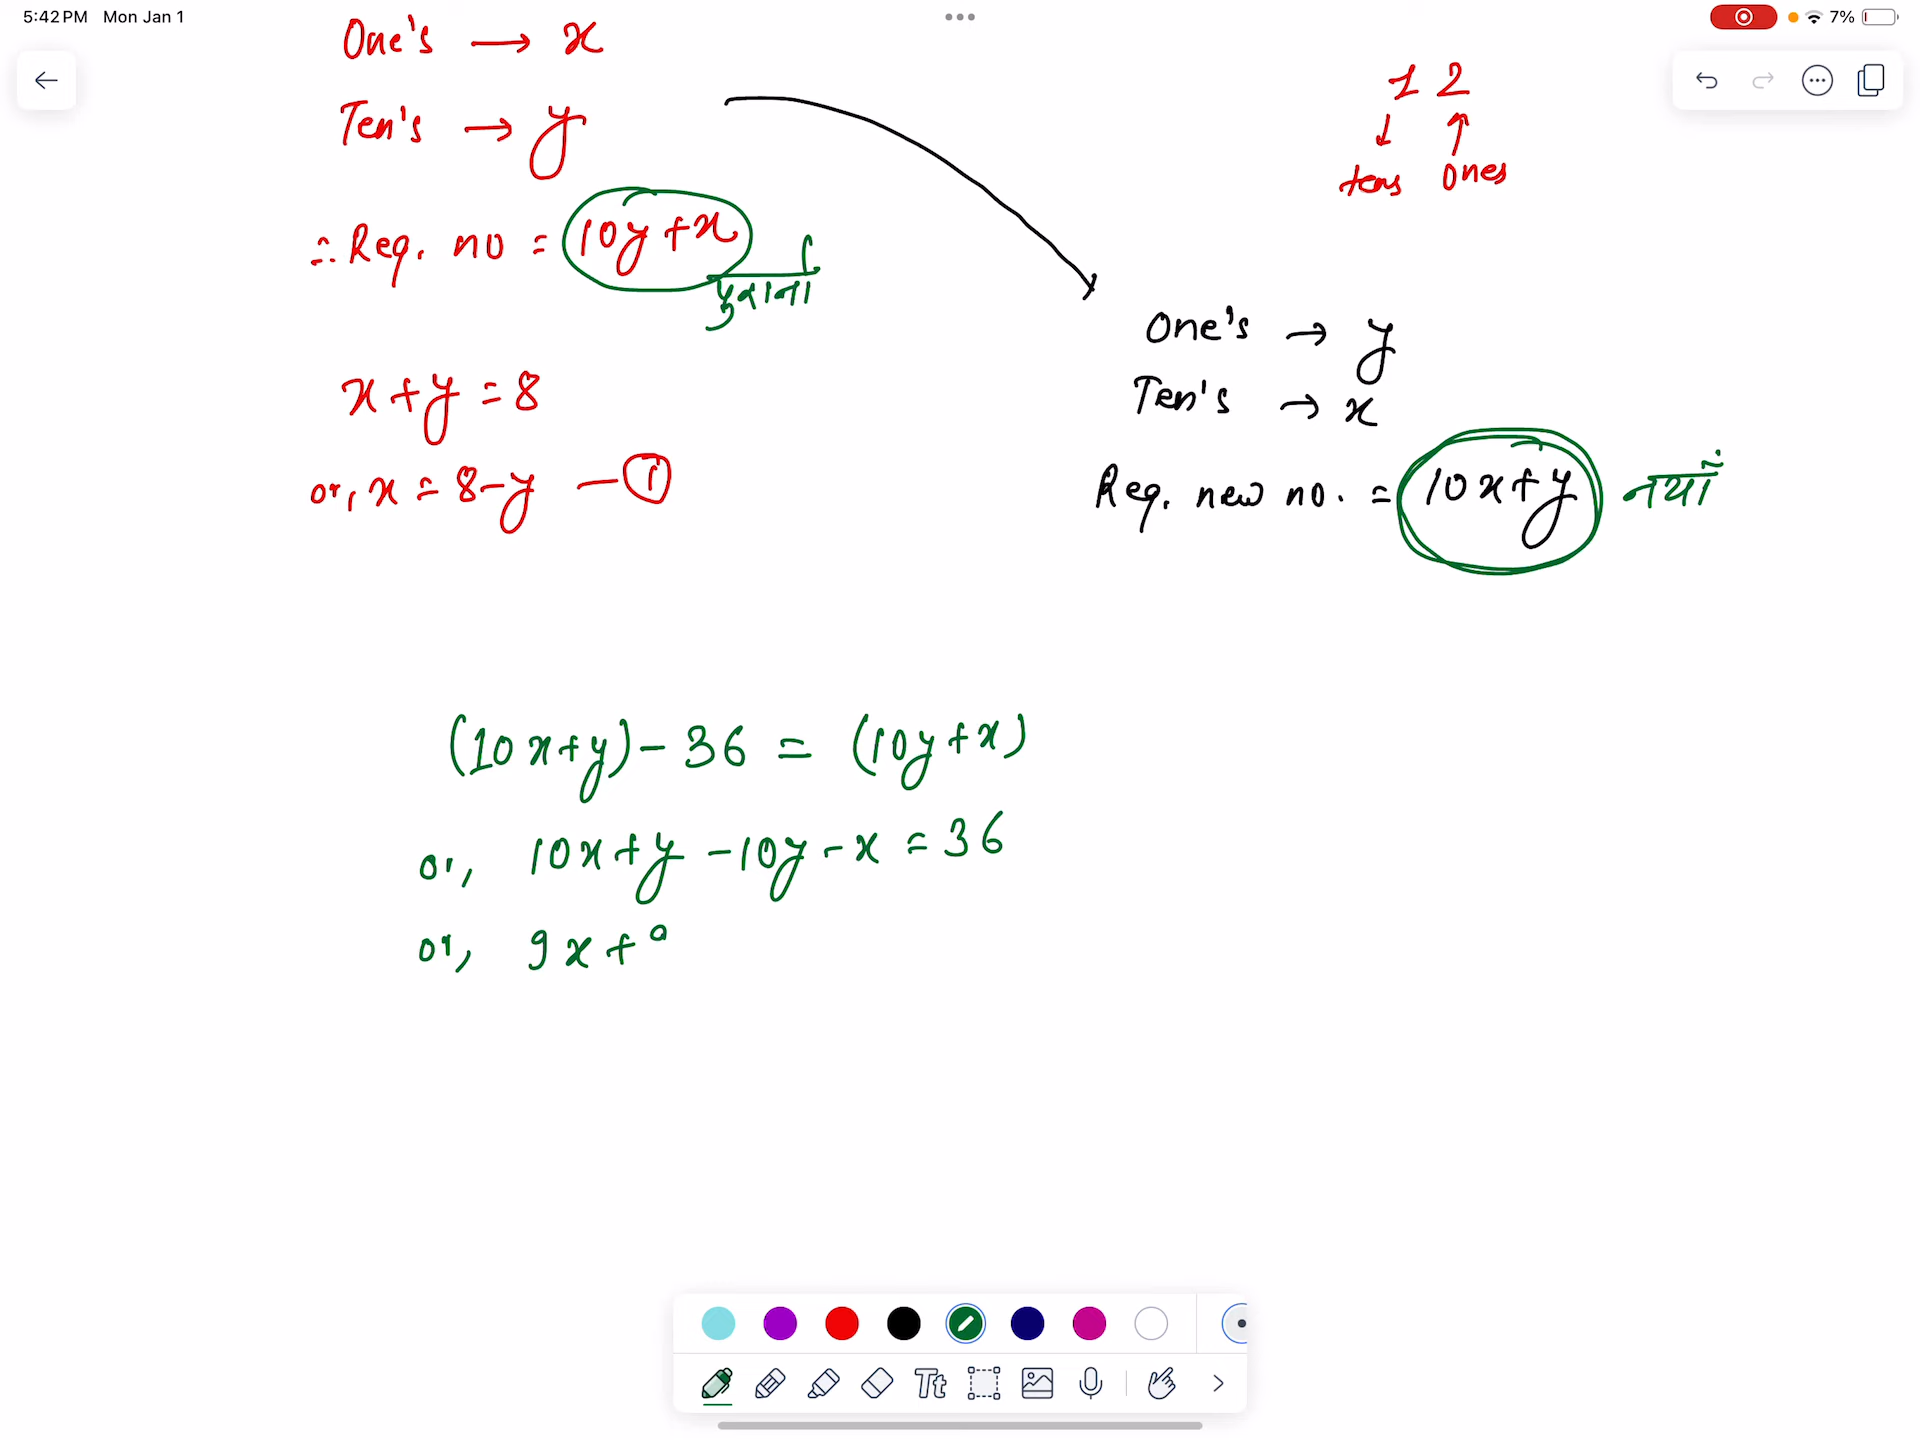 5:42 PM Mon Jan 1
7%
One's → x
Ten's → y
∴ Req. no = 10y+x
पुरानो
x + y = 8
or, x = 8-y — ①
1 2
tens ones
One's → y
Ten's → x
Req. new no. = 10x+y नयाँ
(10x+y) - 36 = (10y+x)
or, 10x+y -10y-x = 36
or, 9x+
Tt